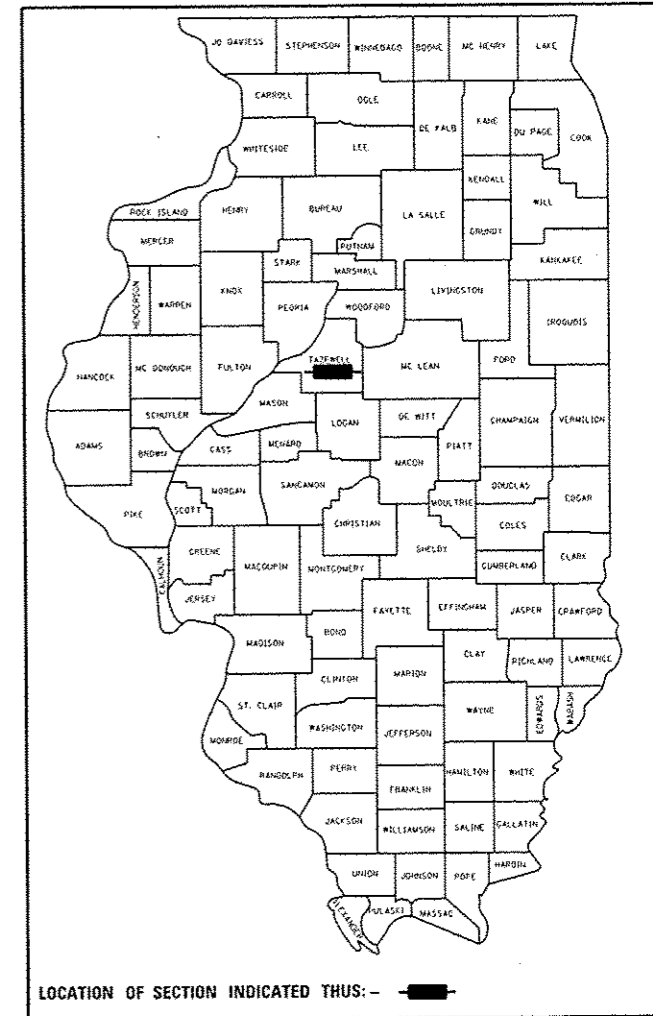 JO DAVIESS STEPHENSON WINNEBAGO BOONE MC HENRY LAKE
CARROLL OGLE DE KALB KANE DU PAGE COOK
WHITESIDE LEE KENDALL WILL
ROCK ISLAND HENRY BUREAU LA SALLE GRUNDY
MERCER PUTNAM KANKAKEE
STARK MARSHALL
HENDERSON WARREN KNOX PEORIA WOODFORD LIVINGSTON IROQUOIS
HANCOCK MC DONOUGH FULTON TAZEWELL MC LEAN FORD
SCHUYLER MASON LOGAN DE WITT CHAMPAIGN VERMILION
ADAMS BROWN CASS MENARD MACON PIATT
PIKE SCOTT MORGAN SANGAMON MOULTRIE DOUGLAS EDGAR
CHRISTIAN COLES
CALHOUN GREENE MACOUPIN MONTGOMERY SHELBY CUMBERLAND CLARK
JERSEY FAYETTE EFFINGHAM JASPER CRAWFORD
MADISON BOND CLAY RICHLAND LAWRENCE
CLINTON MARION
ST. CLAIR WASHINGTON WAYNE EDWARDS WABASH
MONROE JEFFERSON
RANDOLPH PERRY HAMILTON WHITE
FRANKLIN
JACKSON WILLIAMSON SALINE GALLATIN
UNION JOHNSON POPE HARDIN
ALEXANDER PULASKI MASSAC
LOCATION OF SECTION INDICATED THUS:-